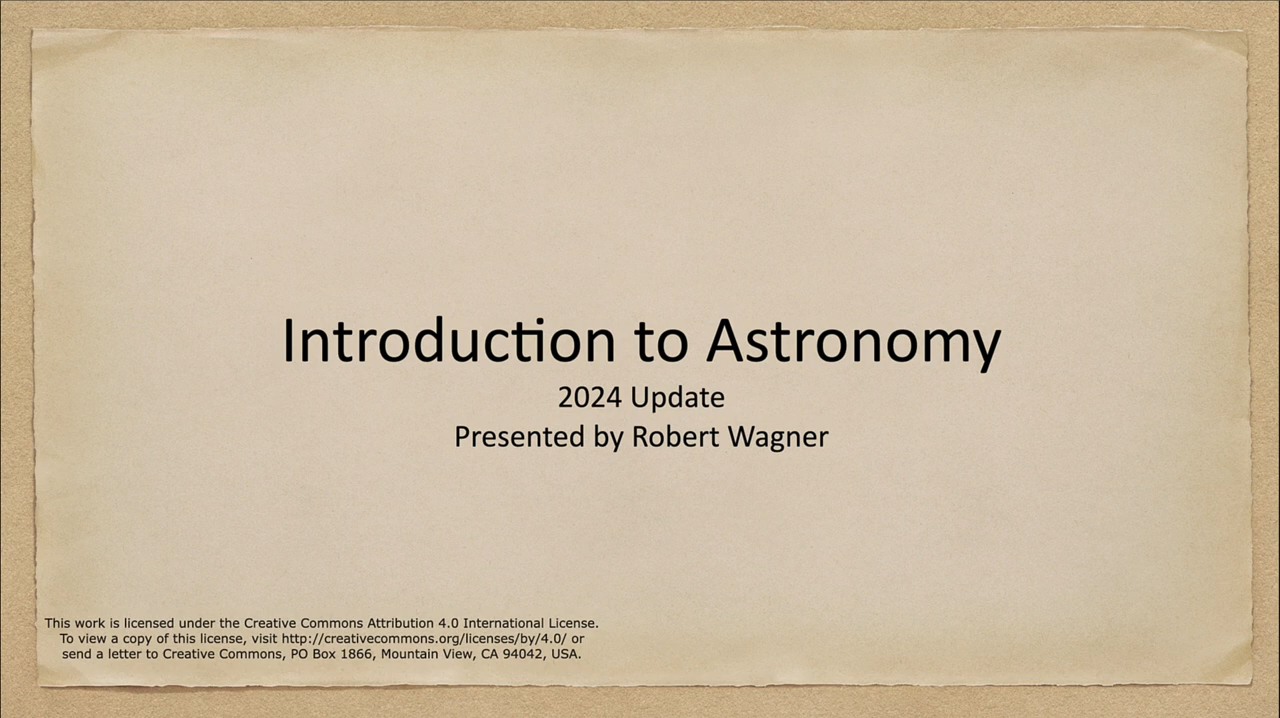 Introduction to Astronomy
2024 Update
Presented by Robert Wagner
This work is licensed under the Creative Commons Attribution 4.0 International License.
To view a copy of this license, visit http://creativecommons.org/licenses/by/4.0/ or
send a letter to Creative Commons, PO Box 1866, Mountain View, CA 94042, USA.